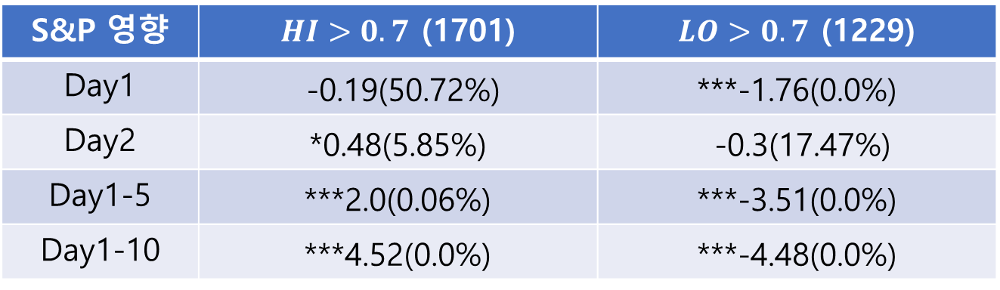 S&P 영향 HI > 0.7 (1701) LO > 0.7 (1229)
Day1 -0.19(50.72%) ***-1.76(0.0%)
Day2 *0.48(5.85%) -0.3(17.47%)
Day1-5 ***2.0(0.06%) ***-3.51(0.0%)
Day1-10 ***4.52(0.0%) ***-4.48(0.0%)